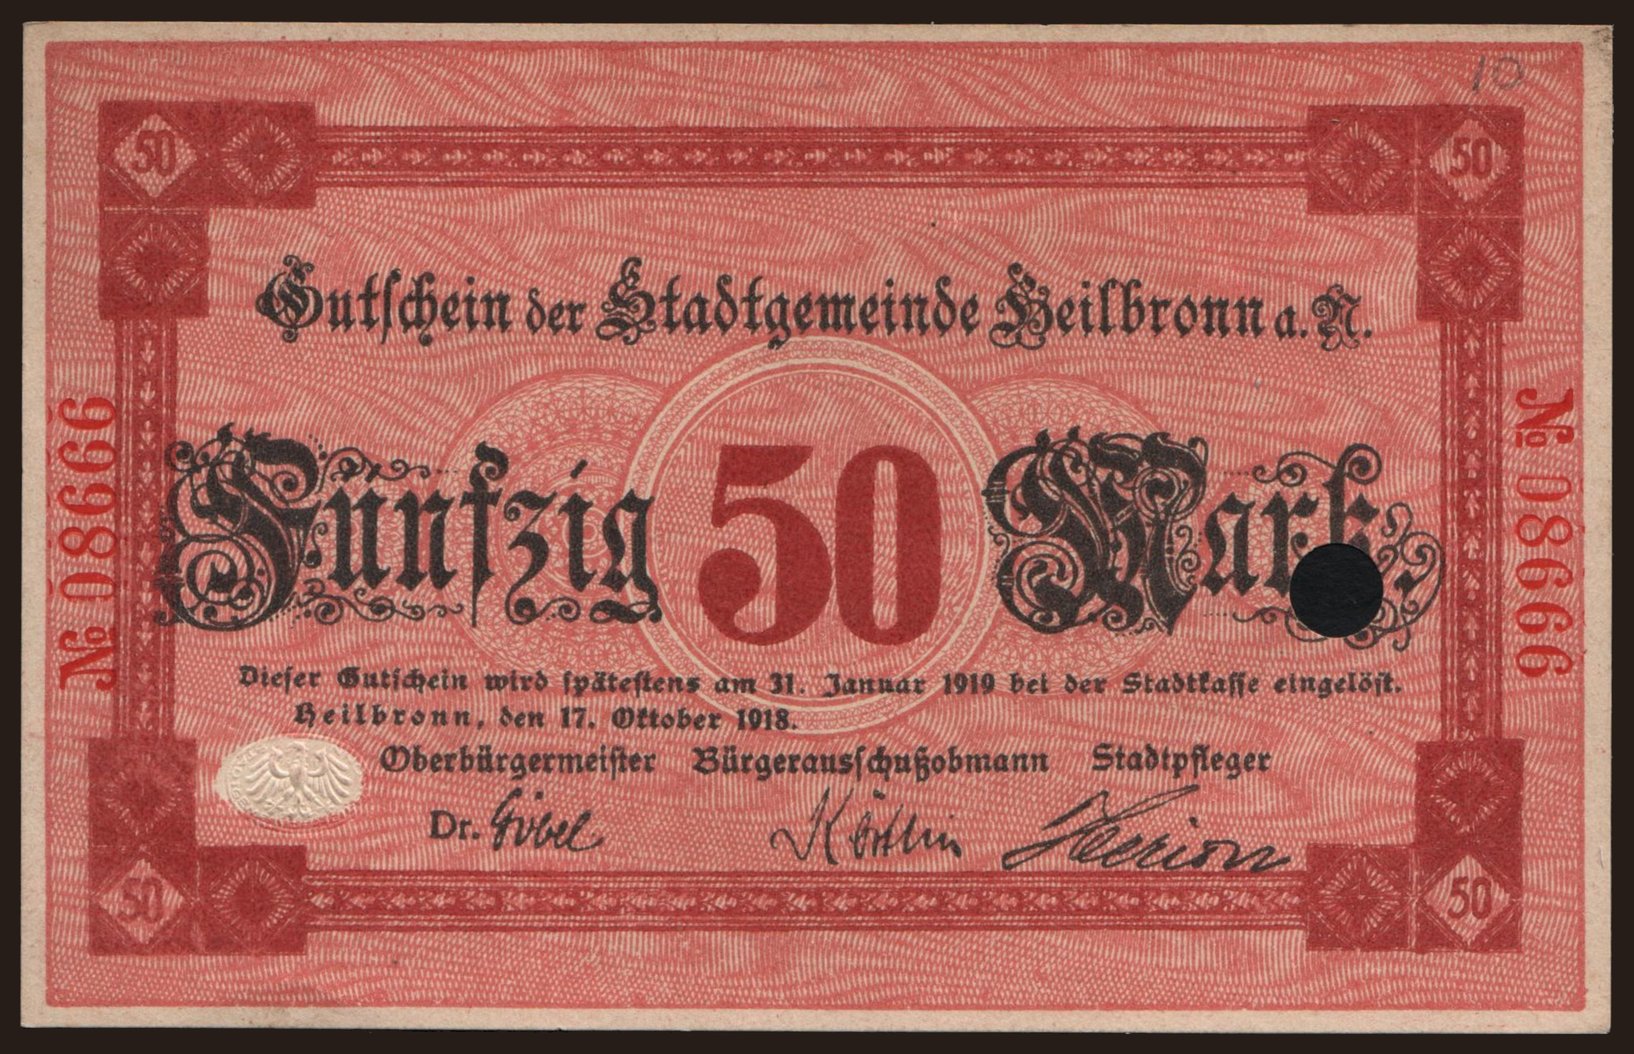 10
50 50
Gutschein der Stadtgemeinde Heilbronn a. N.
Fünfzig 50 Mark.
№ 08666
№ 08666
Dieser Gutschein wird spätestens am 31. Januar 1919 bei der Stadtkasse eingelöst.
Heilbronn, den 17. Oktober 1918.
Oberbürgermeister Bürgerausschußobmann Stadtpfleger
Dr. Göbel Köstlin Herion
50 50